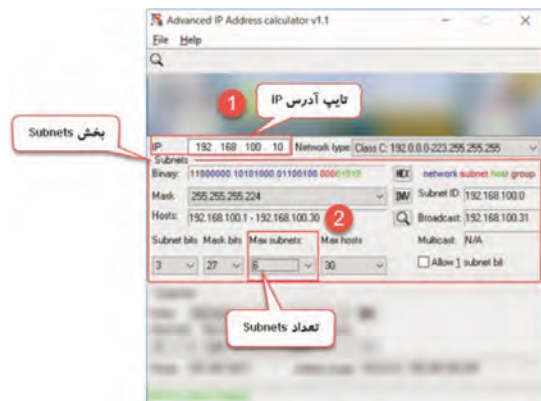 Advanced IP Address calculator v1.1
File Help
1
تایپ آدرس IP
بخش Subnets
IP: 192 . 168 . 100 . 10 Network type: Class C: 192.0.0.0-223.255.255.255
Subnets
Binary: 11000000.10101000.01100100.00001010 HEX network subnet host group
Mask: 255.255.255.224 INV Subnet ID: 192.168.100.0
Hosts: 192.168.100.1 - 192.168.100.30 2 Broadcast: 192.168.100.31
Subnet bits Mask bits Max subnets: Max hosts Multicast: N/A
3 27 6 30 Allow 1 subnet bit
تعداد Subnets